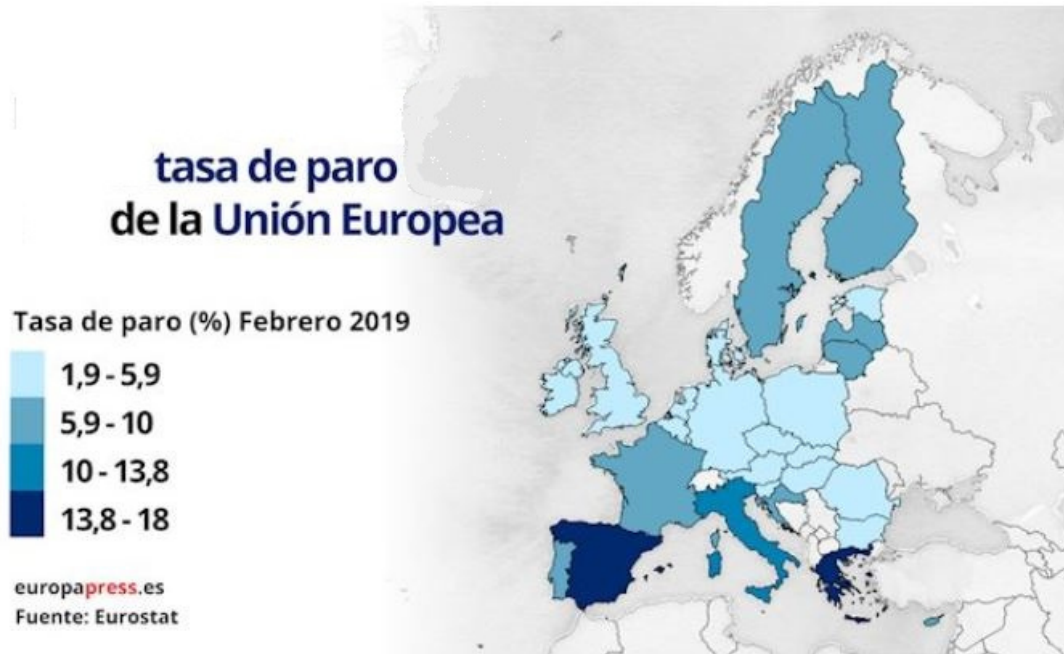 tasa de paro
de la Unión Europea
Tasa de paro (%) Febrero 2019
1,9 - 5,9
5,9 - 10
10 - 13,8
13,8 - 18
europapress.es
Fuente: Eurostat